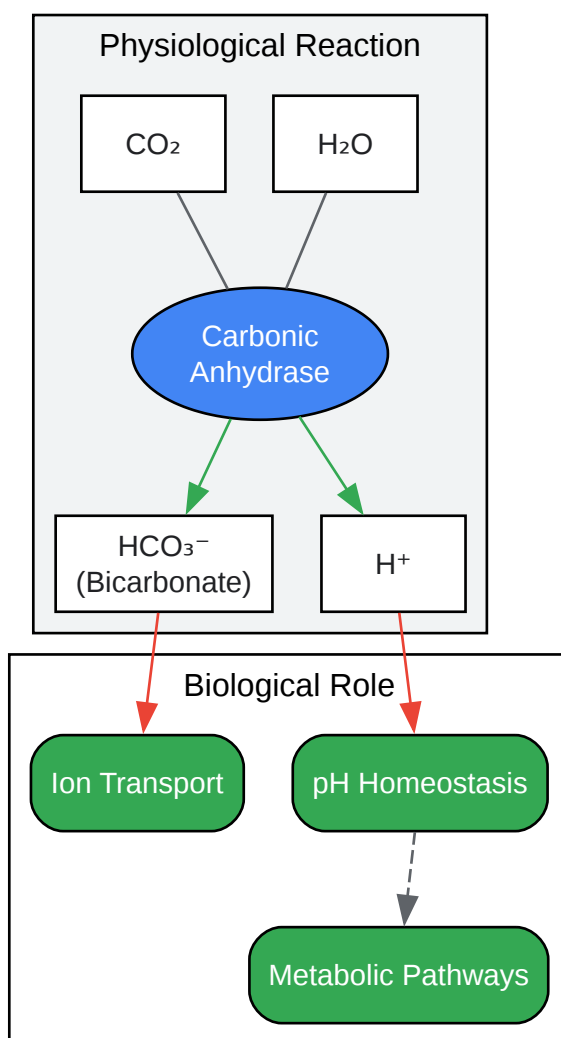 Physiological Reaction
CO₂
H₂O
Carbonic
Anhydrase
HCO₃⁻
(Bicarbonate)
H⁺
Biological Role
Ion Transport
pH Homeostasis
Metabolic Pathways